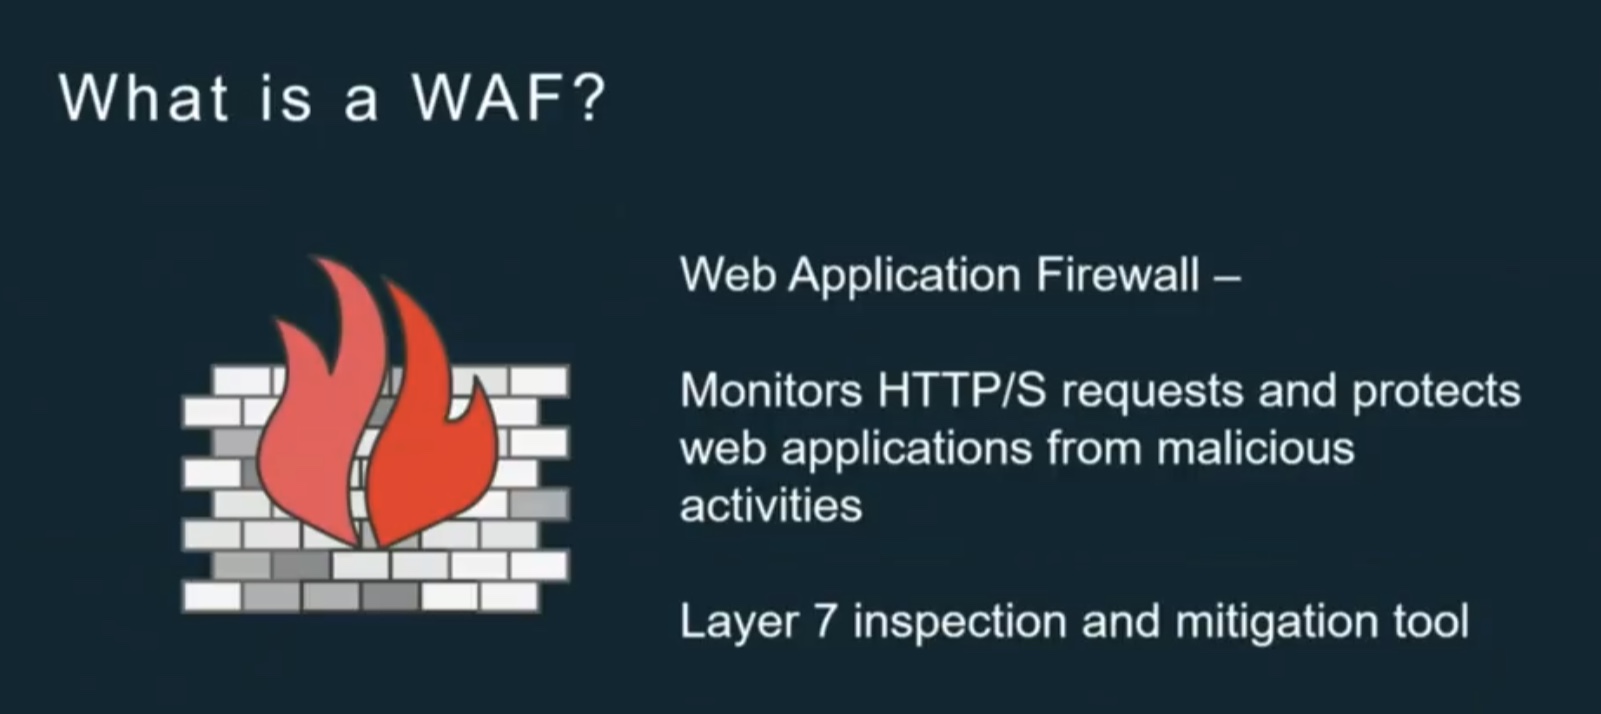 What is a WAF?
Web Application Firewall –
Monitors HTTP/S requests and protects
web applications from malicious
activities
Layer 7 inspection and mitigation tool